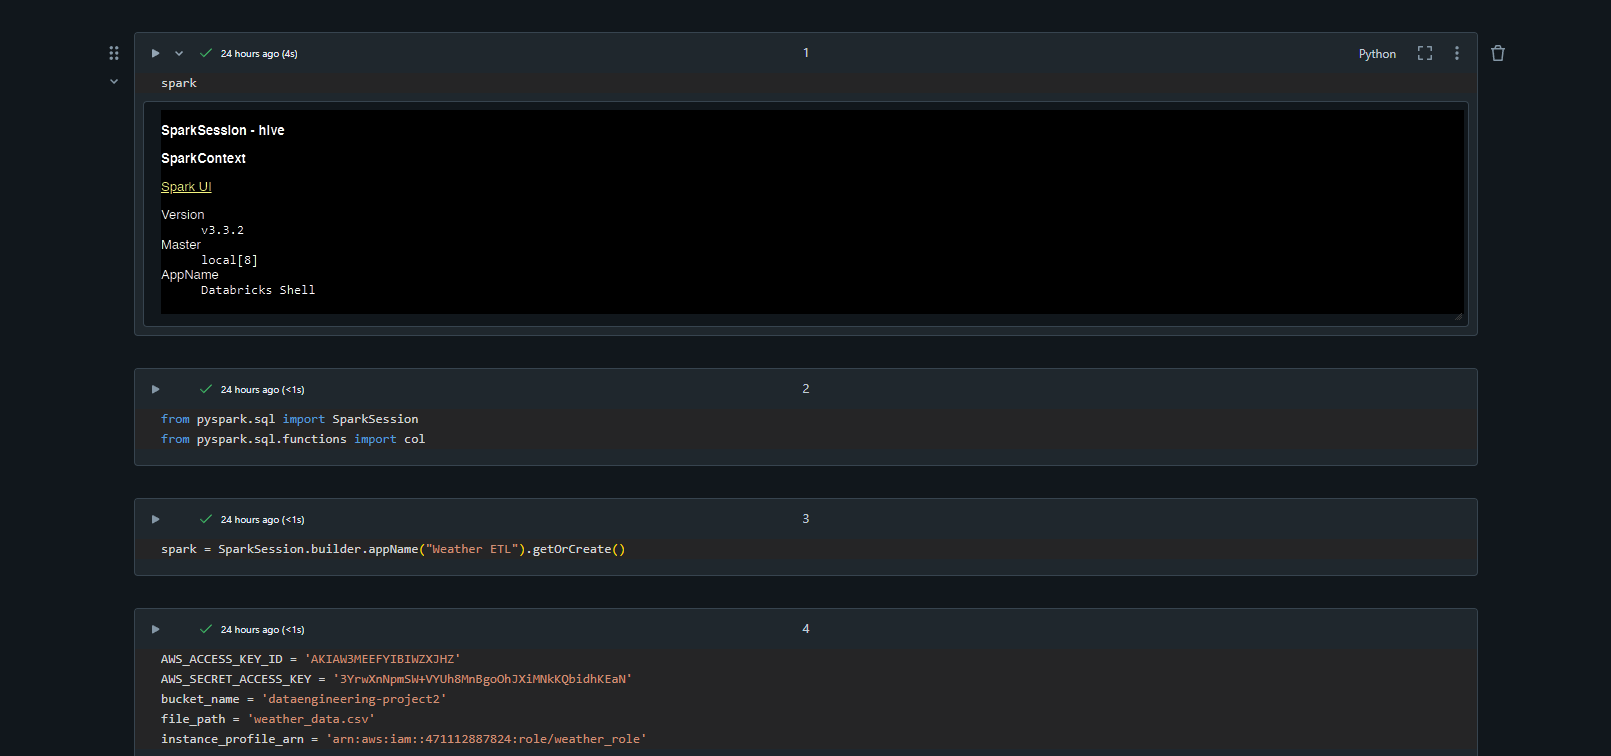 24 hours ago (4s)
1
Python
spark
SparkSession - hive
SparkContext
Spark UI
Version
v3.3.2
Master
local[8]
AppName
Databricks Shell
24 hours ago (<1s)
2
from pyspark.sql import SparkSession
from pyspark.sql.functions import col
24 hours ago (<1s)
3
spark = SparkSession.builder.appName("Weather ETL").getOrCreate()
24 hours ago (<1s)
4
AWS_ACCESS_KEY_ID = 'AKIAW3MEEFYIBIWZXJHZ'
AWS_SECRET_ACCESS_KEY = '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'
bucket_name = 'dataengineering-project2'
file_path = 'weather_data.csv'
instance_profile_arn = 'arn:aws:iam::471112887824:role/weather_role'